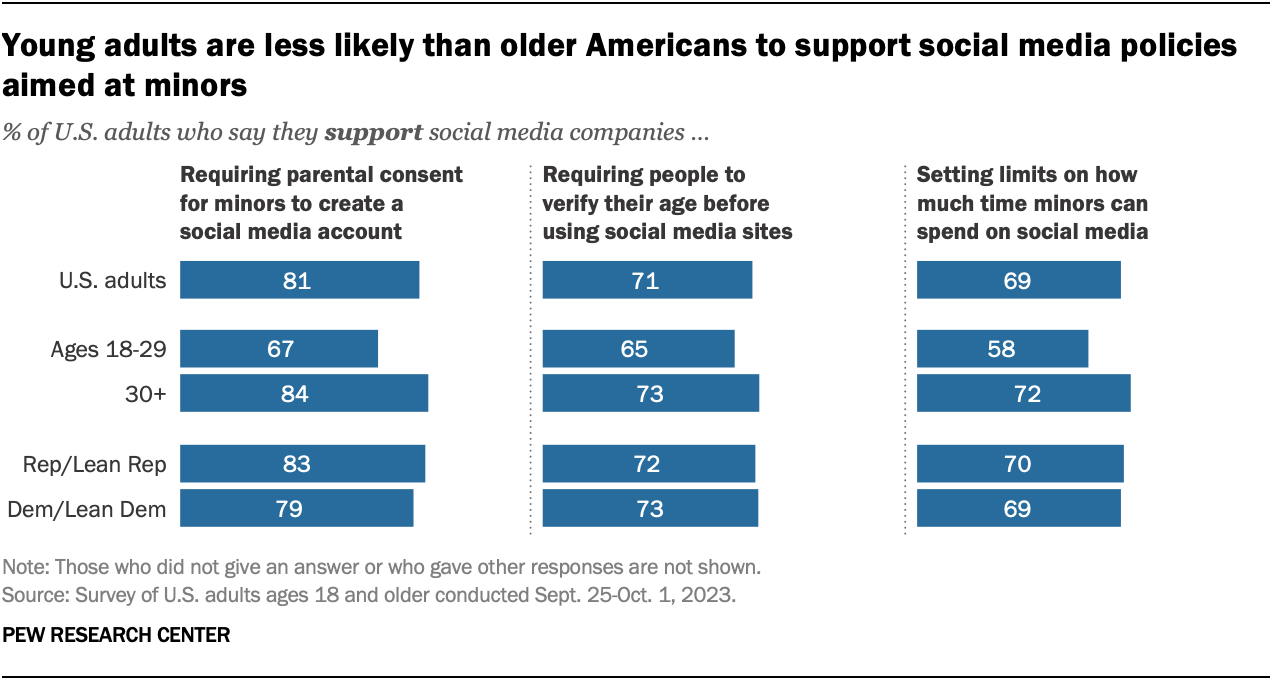 Young adults are less likely than older Americans to support social media policies
aimed at minors
% of U.S. adults who say they support social media companies ...
Requiring parental consent
for minors to create a
social media account
Requiring people to
verify their age before
using social media sites
Setting limits on how
much time minors can
spend on social media
U.S. adults 81 71 69
Ages 18-29 67 65 58
30+ 84 73 72
Rep/Lean Rep 83 72 70
Dem/Lean Dem 79 73 69
Note: Those who did not give an answer or who gave other responses are not shown.
Source: Survey of U.S. adults ages 18 and older conducted Sept. 25-Oct. 1, 2023.
PEW RESEARCH CENTER